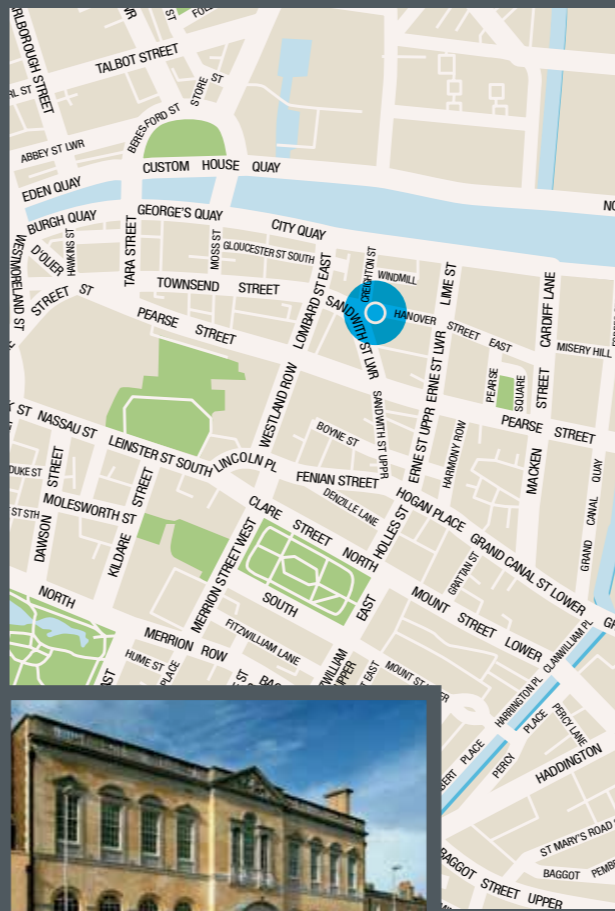 MARLBOROUGH STREET
TALBOT STREET
STORE ST
BERESFORD ST
ABBEY ST LWR
EDEN QUAY
CUSTOM HOUSE QUAY
BURGH QUAY
GEORGE'S QUAY
CITY QUAY
WESTMORELAND ST
D'OLIER
STREET
HAWKINS ST
TARA STREET
MOSS ST
GLOUCESTER ST SOUTH
LOMBARD ST EAST
CREIGHTON ST
WINDMILL
LIME ST
CARDIFF LANE
TOWNSEND STREET
SANDWITH ST LWR
HANOVER STREET EAST
MISERY HILL
PEARSE STREET
ERNE ST LWR
PEARSE
SQUARE
MACKEN STREET
PEARSE STREET
WESTLAND ROW
BOYNE ST
SANDWITH ST UPPR
ERNE ST UPPR
HARMONY ROW
GRAND CANAL QUAY
NASSAU ST
LEINSTER ST SOUTH
LINCOLN PL
FENIAN STREET
DENZILLE LANE
HOGAN PLACE
GRAND CANAL ST LOWER
DUKE ST
DAWSON STREET
MOLESWORTH ST
KILDARE STREET
CLARE STREET
NORTH
HOLLES ST
GRATTAN ST
MERRION STREET
WEST
SOUTH
EAST
MOUNT STREET LOWER
NORTH
MERRION ROW
FITZWILLIAM LANE
HUME ST
PLACE
EAST
CLANWILLIAM PL
HARRINGTON PL
PERCY PLACE
PERCY LANE
PLACE
HADDINGTON
ST MARY'S ROAD
BAGGOT
BAGGOT STREET UPPER